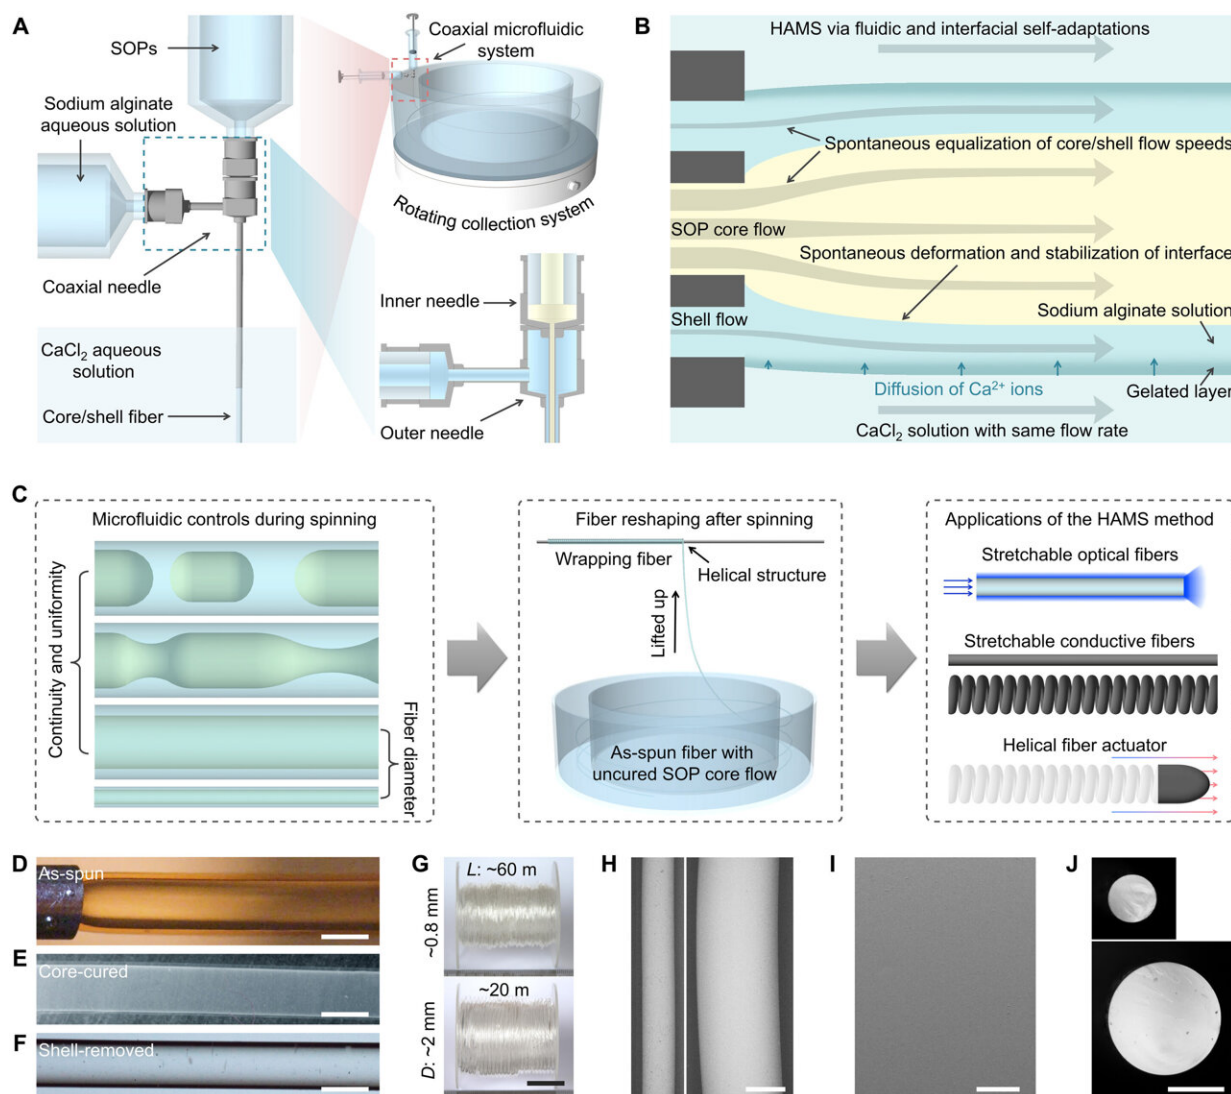 A
SOPs
Sodium alginate
aqueous solution
Coaxial needle
CaCl₂ aqueous
solution
Core/shell fiber
Coaxial microfluidic
system
Rotating collection system
Inner needle
Outer needle
B
HAMS via fluidic and interfacial self-adaptations
Spontaneous equalization of core/shell flow speeds
SOP core flow
Spontaneous deformation and stabilization of interface
Sodium alginate solution
Shell flow
Diffusion of Ca²⁺ ions
Gelated layer
CaCl₂ solution with same flow rate
C
Microfluidic controls during spinning
Continuity and uniformity
Fiber diameter
Fiber reshaping after spinning
Wrapping fiber
Helical structure
Lifted up
As-spun fiber with
uncured SOP core flow
Applications of the HAMS method
Stretchable optical fibers
Stretchable conductive fibers
Helical fiber actuator
D
As-spun
E
Core-cured
F
Shell-removed
G
L: ~60 m
~0.8 mm
~20 m
D: ~2 mm
H
I
J